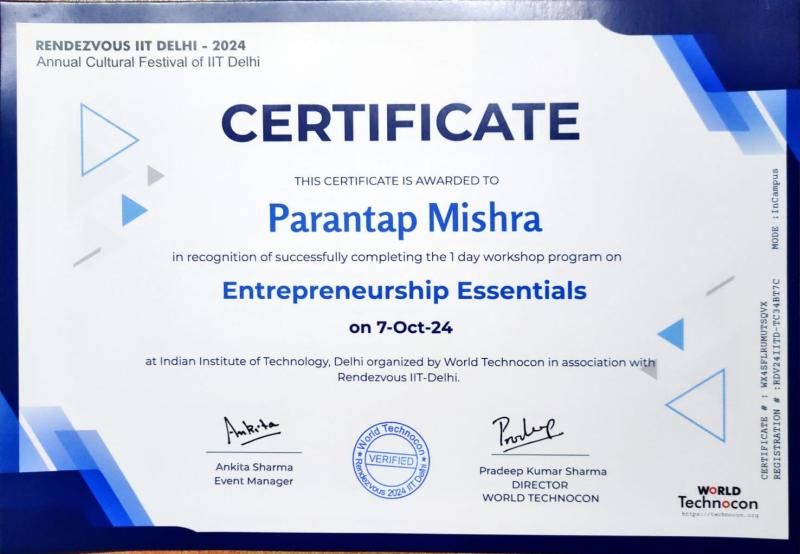 RENDEZVOUS IIT DELHI - 2024
Annual Cultural Festival of IIT Delhi
CERTIFICATE
THIS CERTIFICATE IS AWARDED TO
Parantap Mishra
in recognition of successfully completing the 1 day workshop program on
Entrepreneurship Essentials
on 7-Oct-24
at Indian Institute of Technology, Delhi organized by World Technocon in association with
Rendezvous IIT-Delhi.
Ankita
Ankita Sharma
Event Manager
World Technocon
VERIFIED
Rendezvous 2024 IIT Delhi
Pradeep
Pradeep Kumar Sharma
DIRECTOR
WORLD TECHNOCON
WORLD
Technocon
https://technocon.org
CERTIFICATE # : WX4SFLRUMUTSQVX
REGISTRATION # :RDV24IITD-TC34BT7C
MODE :InCampus